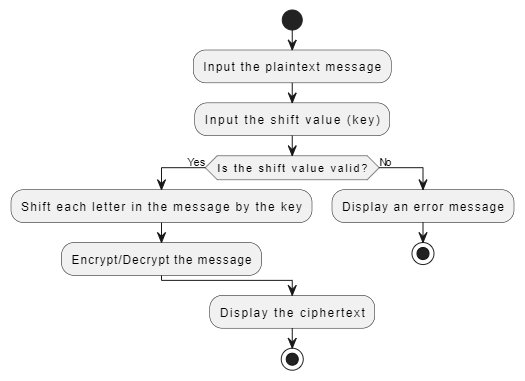 Input the plaintext message
Input the shift value (key)
Is the shift value valid?
Yes
No
Shift each letter in the message by the key
Display an error message
Encrypt/Decrypt the message
Display the ciphertext